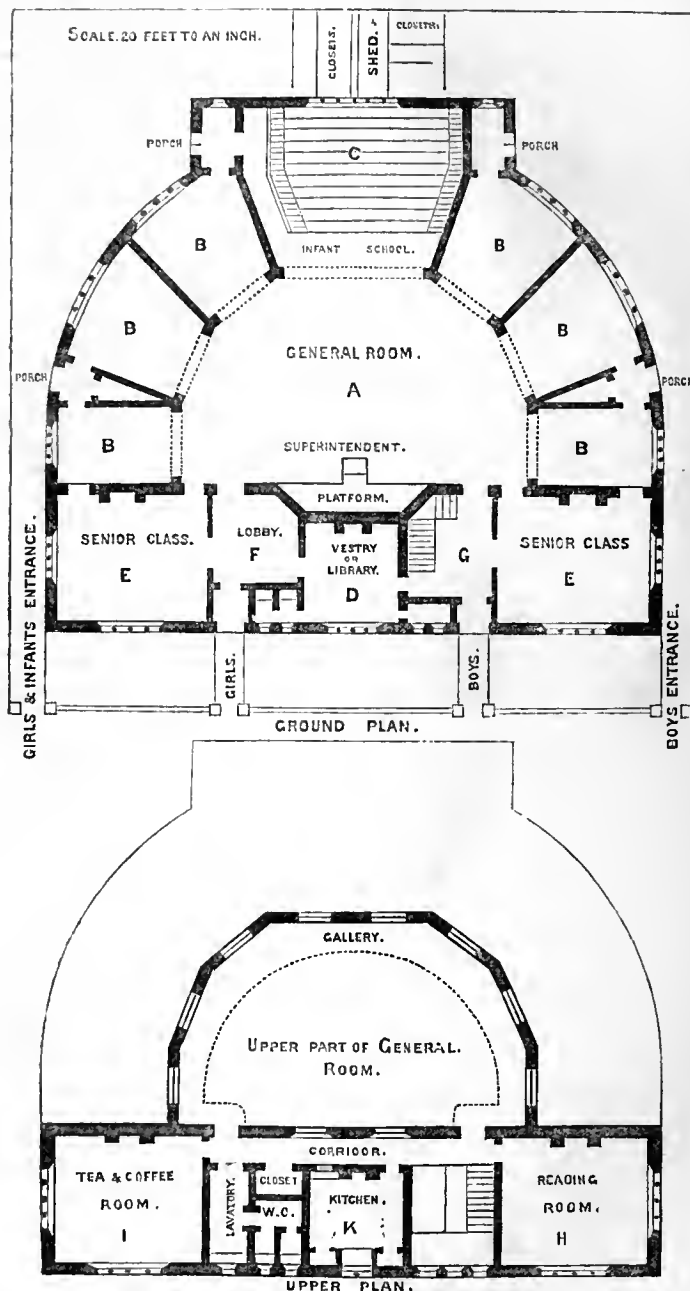 SCALE. 20 FEET TO AN INCH.
CLOSETS.
SHED. 4
CLOSETS.
PORCH
C
PORCH
B
INFANT SCHOOL.
B
B
GENERAL ROOM.
B
PORCH
A
PORCH
B
SUPERINTENDENT.
B
PLATFORM.
SENIOR CLASS.
E
LOBBY.
F
VESTRY
OR
LIBRARY.
D
G
SENIOR CLASS
E
GIRLS & INFANTS ENTRANCE.
GIRLS.
BOYS.
BOYS ENTRANCE.
GROUND PLAN.
GALLERY.
UPPER PART OF GENERAL.
ROOM.
CORRIDOR.
TEA & COFFEE
ROOM.
I
LAVATORY.
CLOSET
W.C.
KITCHEN.
K
READING
ROOM.
H
UPPER PLAN.